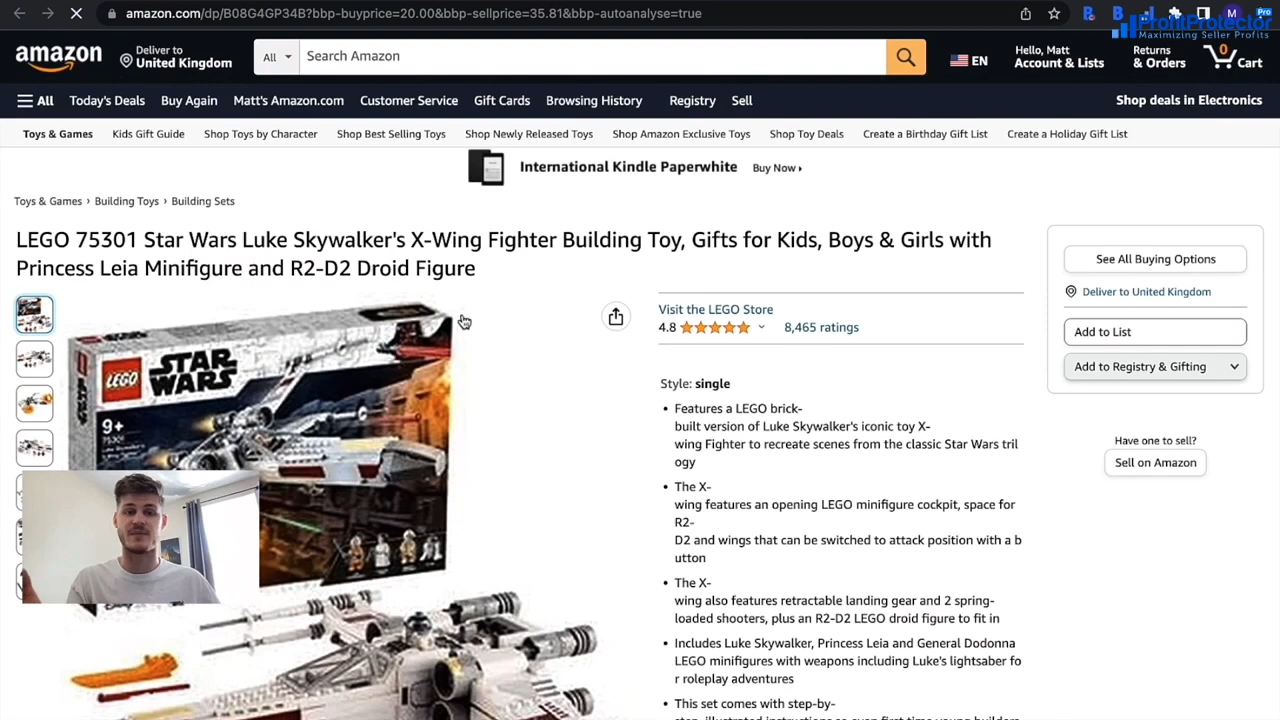 amazon.com/dp/B08G4GP34B?bbp-buyprice=20.00&bbp-sellprice=35.81&bbp-autoanalyse=true
M
Pro
ProfitProtector
Maximizing Seller Profits
amazon
Deliver to
United Kingdom
All
Search Amazon
EN
Hello, Matt
Account & Lists
Returns
& Orders
0
Cart
All
Today's Deals
Buy Again
Matt's Amazon.com
Customer Service
Gift Cards
Browsing History
Registry
Sell
Shop deals in Electronics
Toys & Games
Kids Gift Guide
Shop Toys by Character
Shop Best Selling Toys
Shop Newly Released Toys
Shop Amazon Exclusive Toys
Shop Toy Deals
Create a Birthday Gift List
Create a Holiday Gift List
International Kindle Paperwhite
Buy Now
Toys & Games › Building Toys › Building Sets
LEGO 75301 Star Wars Luke Skywalker's X-Wing Fighter Building Toy, Gifts for Kids, Boys & Girls with
Princess Leia Minifigure and R2-D2 Droid Figure
LEGO
STAR
WARS
9+
Visit the LEGO Store
4.8
8,465 ratings
Style: single
Features a LEGO brick-
built version of Luke Skywalker's iconic toy X-
wing Fighter to recreate scenes from the classic Star Wars tril
ogy
The X-
wing features an opening LEGO minifigure cockpit, space for
R2-
D2 and wings that can be switched to attack position with a b
utton
The X-
wing also features retractable landing gear and 2 spring-
loaded shooters, plus an R2-D2 LEGO droid figure to fit in
Includes Luke Skywalker, Princess Leia and General Dodonna
LEGO minifigures with weapons including Luke's lightsaber fo
r roleplay adventures
This set comes with step-by-
See All Buying Options
Deliver to United Kingdom
Add to List
Add to Registry & Gifting
Have one to sell?
Sell on Amazon